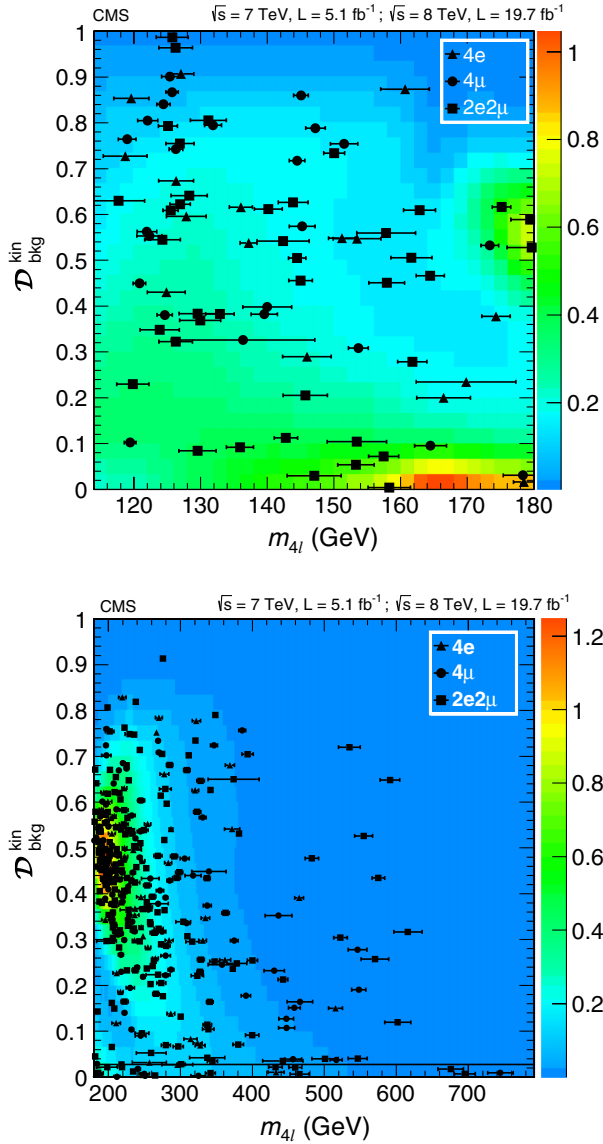 CMS √s = 7 TeV, L = 5.1 fb⁻¹ ; √s = 8 TeV, L = 19.7 fb⁻¹
4e
4μ
2e2μ
1
0.9
0.8
0.7
0.6
0.5
0.4
0.3
0.2
0.1
0
𝒟 kin bkg
1
0.8
0.6
0.4
0.2
120 130 140 150 160 170 180
m4l (GeV)
CMS √s = 7 TeV, L = 5.1 fb⁻¹ ; √s = 8 TeV, L = 19.7 fb⁻¹
4e
4μ
2e2μ
1
0.9
0.8
0.7
0.6
0.5
0.4
0.3
0.2
0.1
0
𝒟 kin bkg
1.2
1
0.8
0.6
0.4
0.2
200 300 400 500 600 700
m4l (GeV)